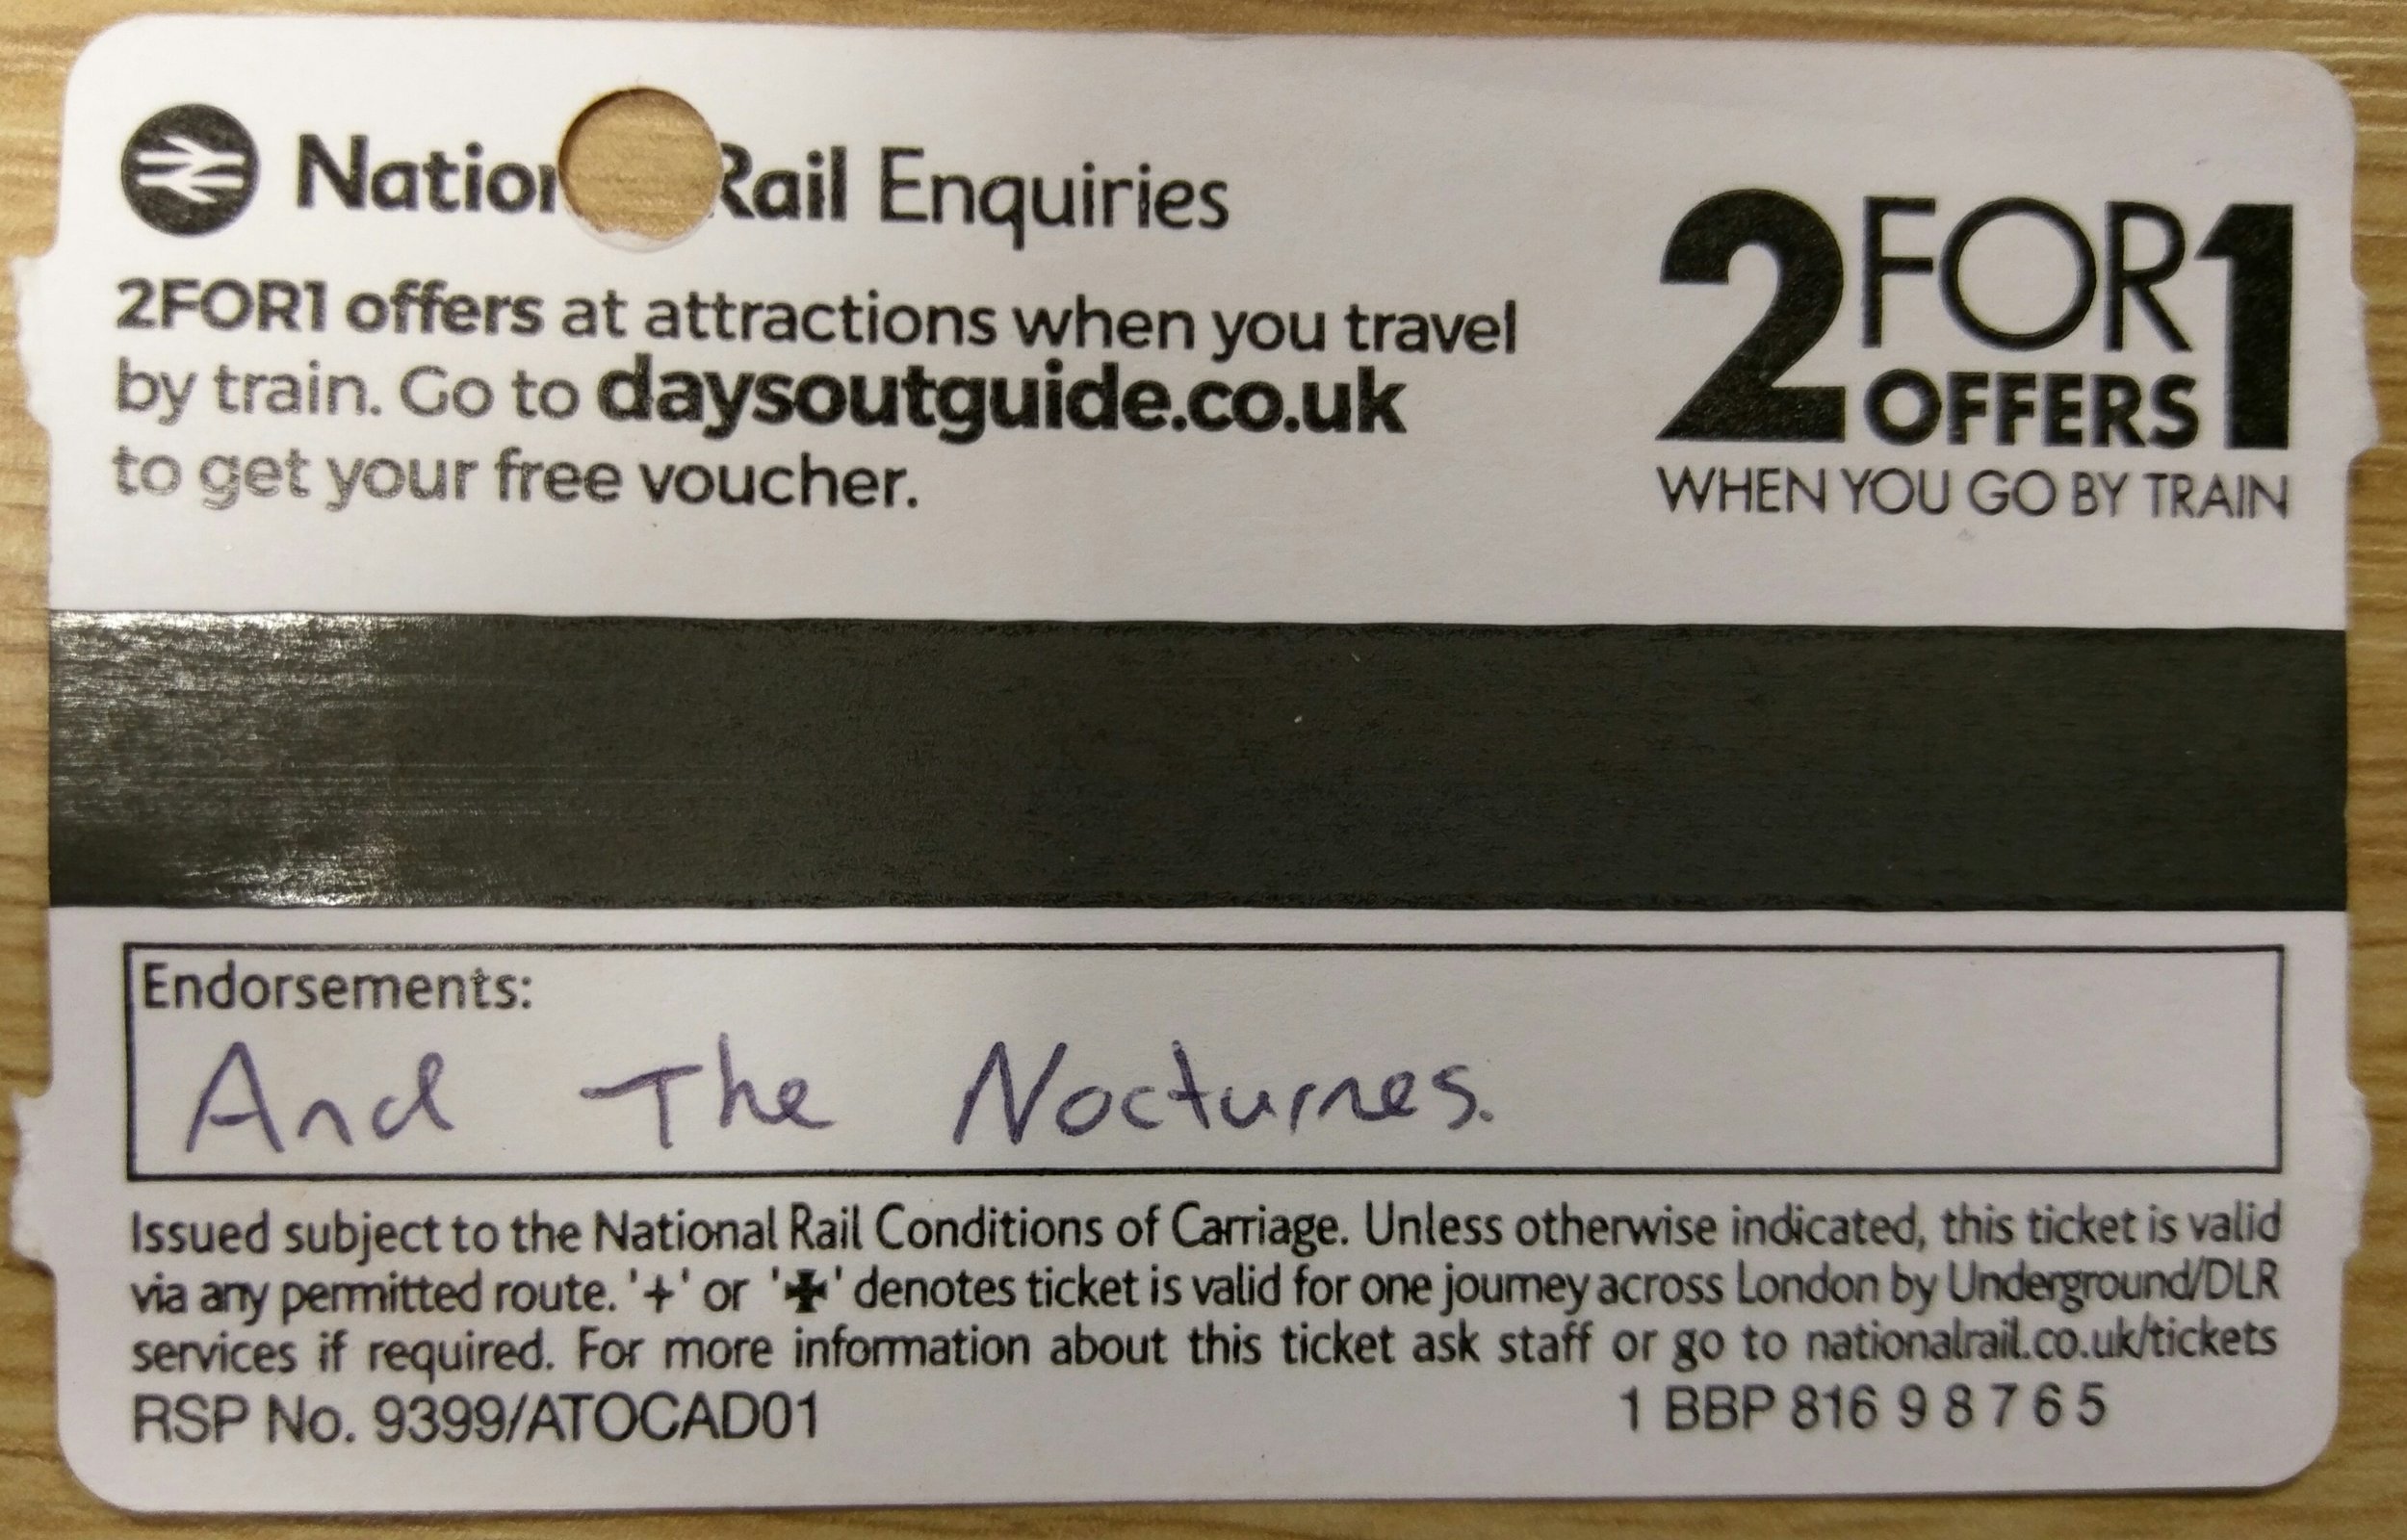 Nation Rail Enquiries
2FOR1 offers at attractions when you travel
by train. Go to daysoutguide.co.uk
to get your free voucher.
2FOR1
OFFERS
WHEN YOU GO BY TRAIN
Endorsements:
And The Nocturnes.
Issued subject to the National Rail Conditions of Carriage. Unless otherwise indicated, this ticket is valid
via any permitted route. '+' or '✠' denotes ticket is valid for one journey across London by Underground/DLR
services if required. For more information about this ticket ask staff or go to nationalrail.co.uk/tickets
RSP No. 9399/ATOCAD01
1 BBP 816 9 8 7 6 5